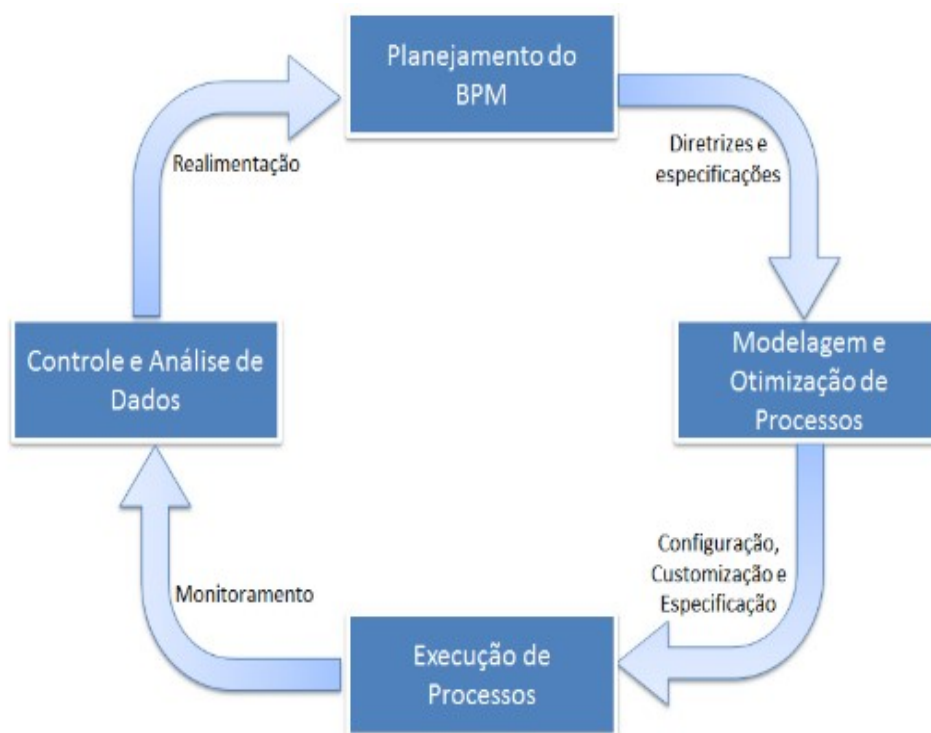 Planejamento do
BPM
Diretrizes e
especificações
Modelagem e
Otimização de
Processos
Configuração,
Customização e
Especificação
Execução de
Processos
Monitoramento
Controle e Análise de
Dados
Realimentação